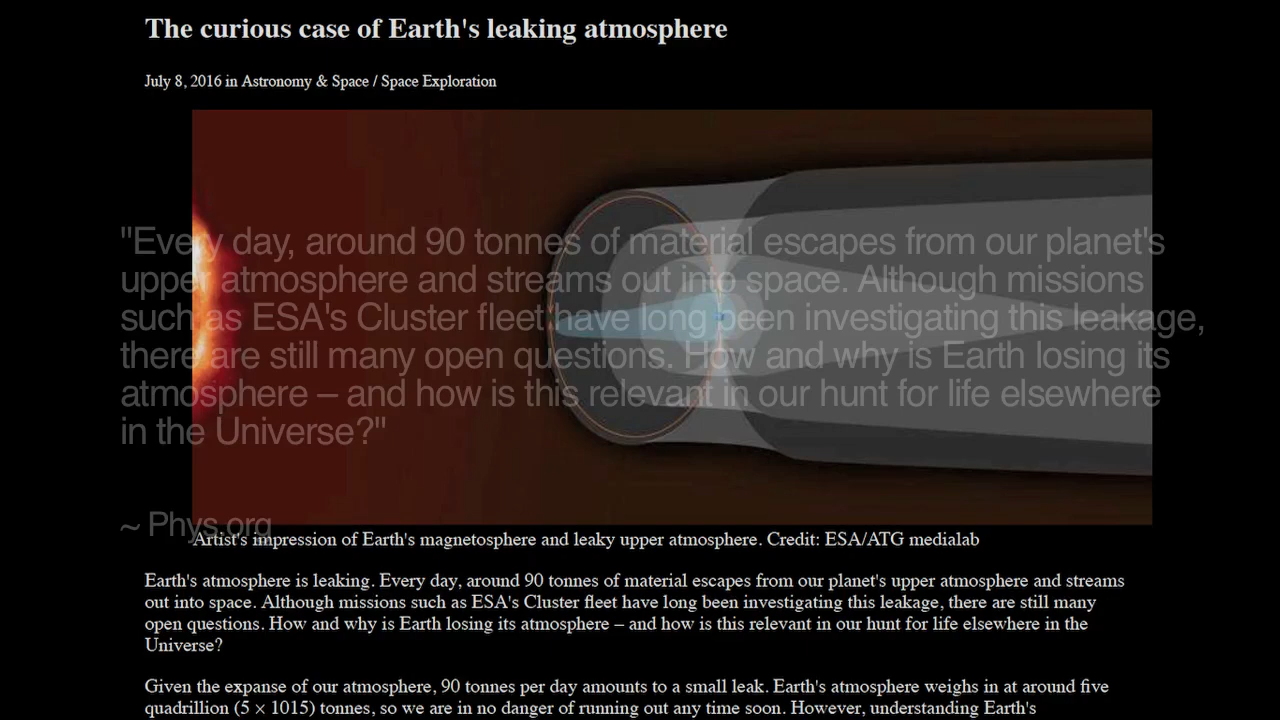 The curious case of Earth's leaking atmosphere
July 8, 2016 in Astronomy & Space / Space Exploration
"Every day, around 90 tonnes of material escapes from our planet's
upper atmosphere and streams out into space. Although missions
such as ESA's Cluster fleet have long been investigating this leakage,
there are still many open questions. How and why is Earth losing its
atmosphere – and how is this relevant in our hunt for life elsewhere
in the Universe?"
~ Phys.org
Artist's impression of Earth's magnetosphere and leaky upper atmosphere. Credit: ESA/ATG medialab
Earth's atmosphere is leaking. Every day, around 90 tonnes of material escapes from our planet's upper atmosphere and streams
out into space. Although missions such as ESA's Cluster fleet have long been investigating this leakage, there are still many
open questions. How and why is Earth losing its atmosphere – and how is this relevant in our hunt for life elsewhere in the
Universe?
Given the expanse of our atmosphere, 90 tonnes per day amounts to a small leak. Earth's atmosphere weighs in at around five
quadrillion (5 × 1015) tonnes, so we are in no danger of running out any time soon. However, understanding Earth's